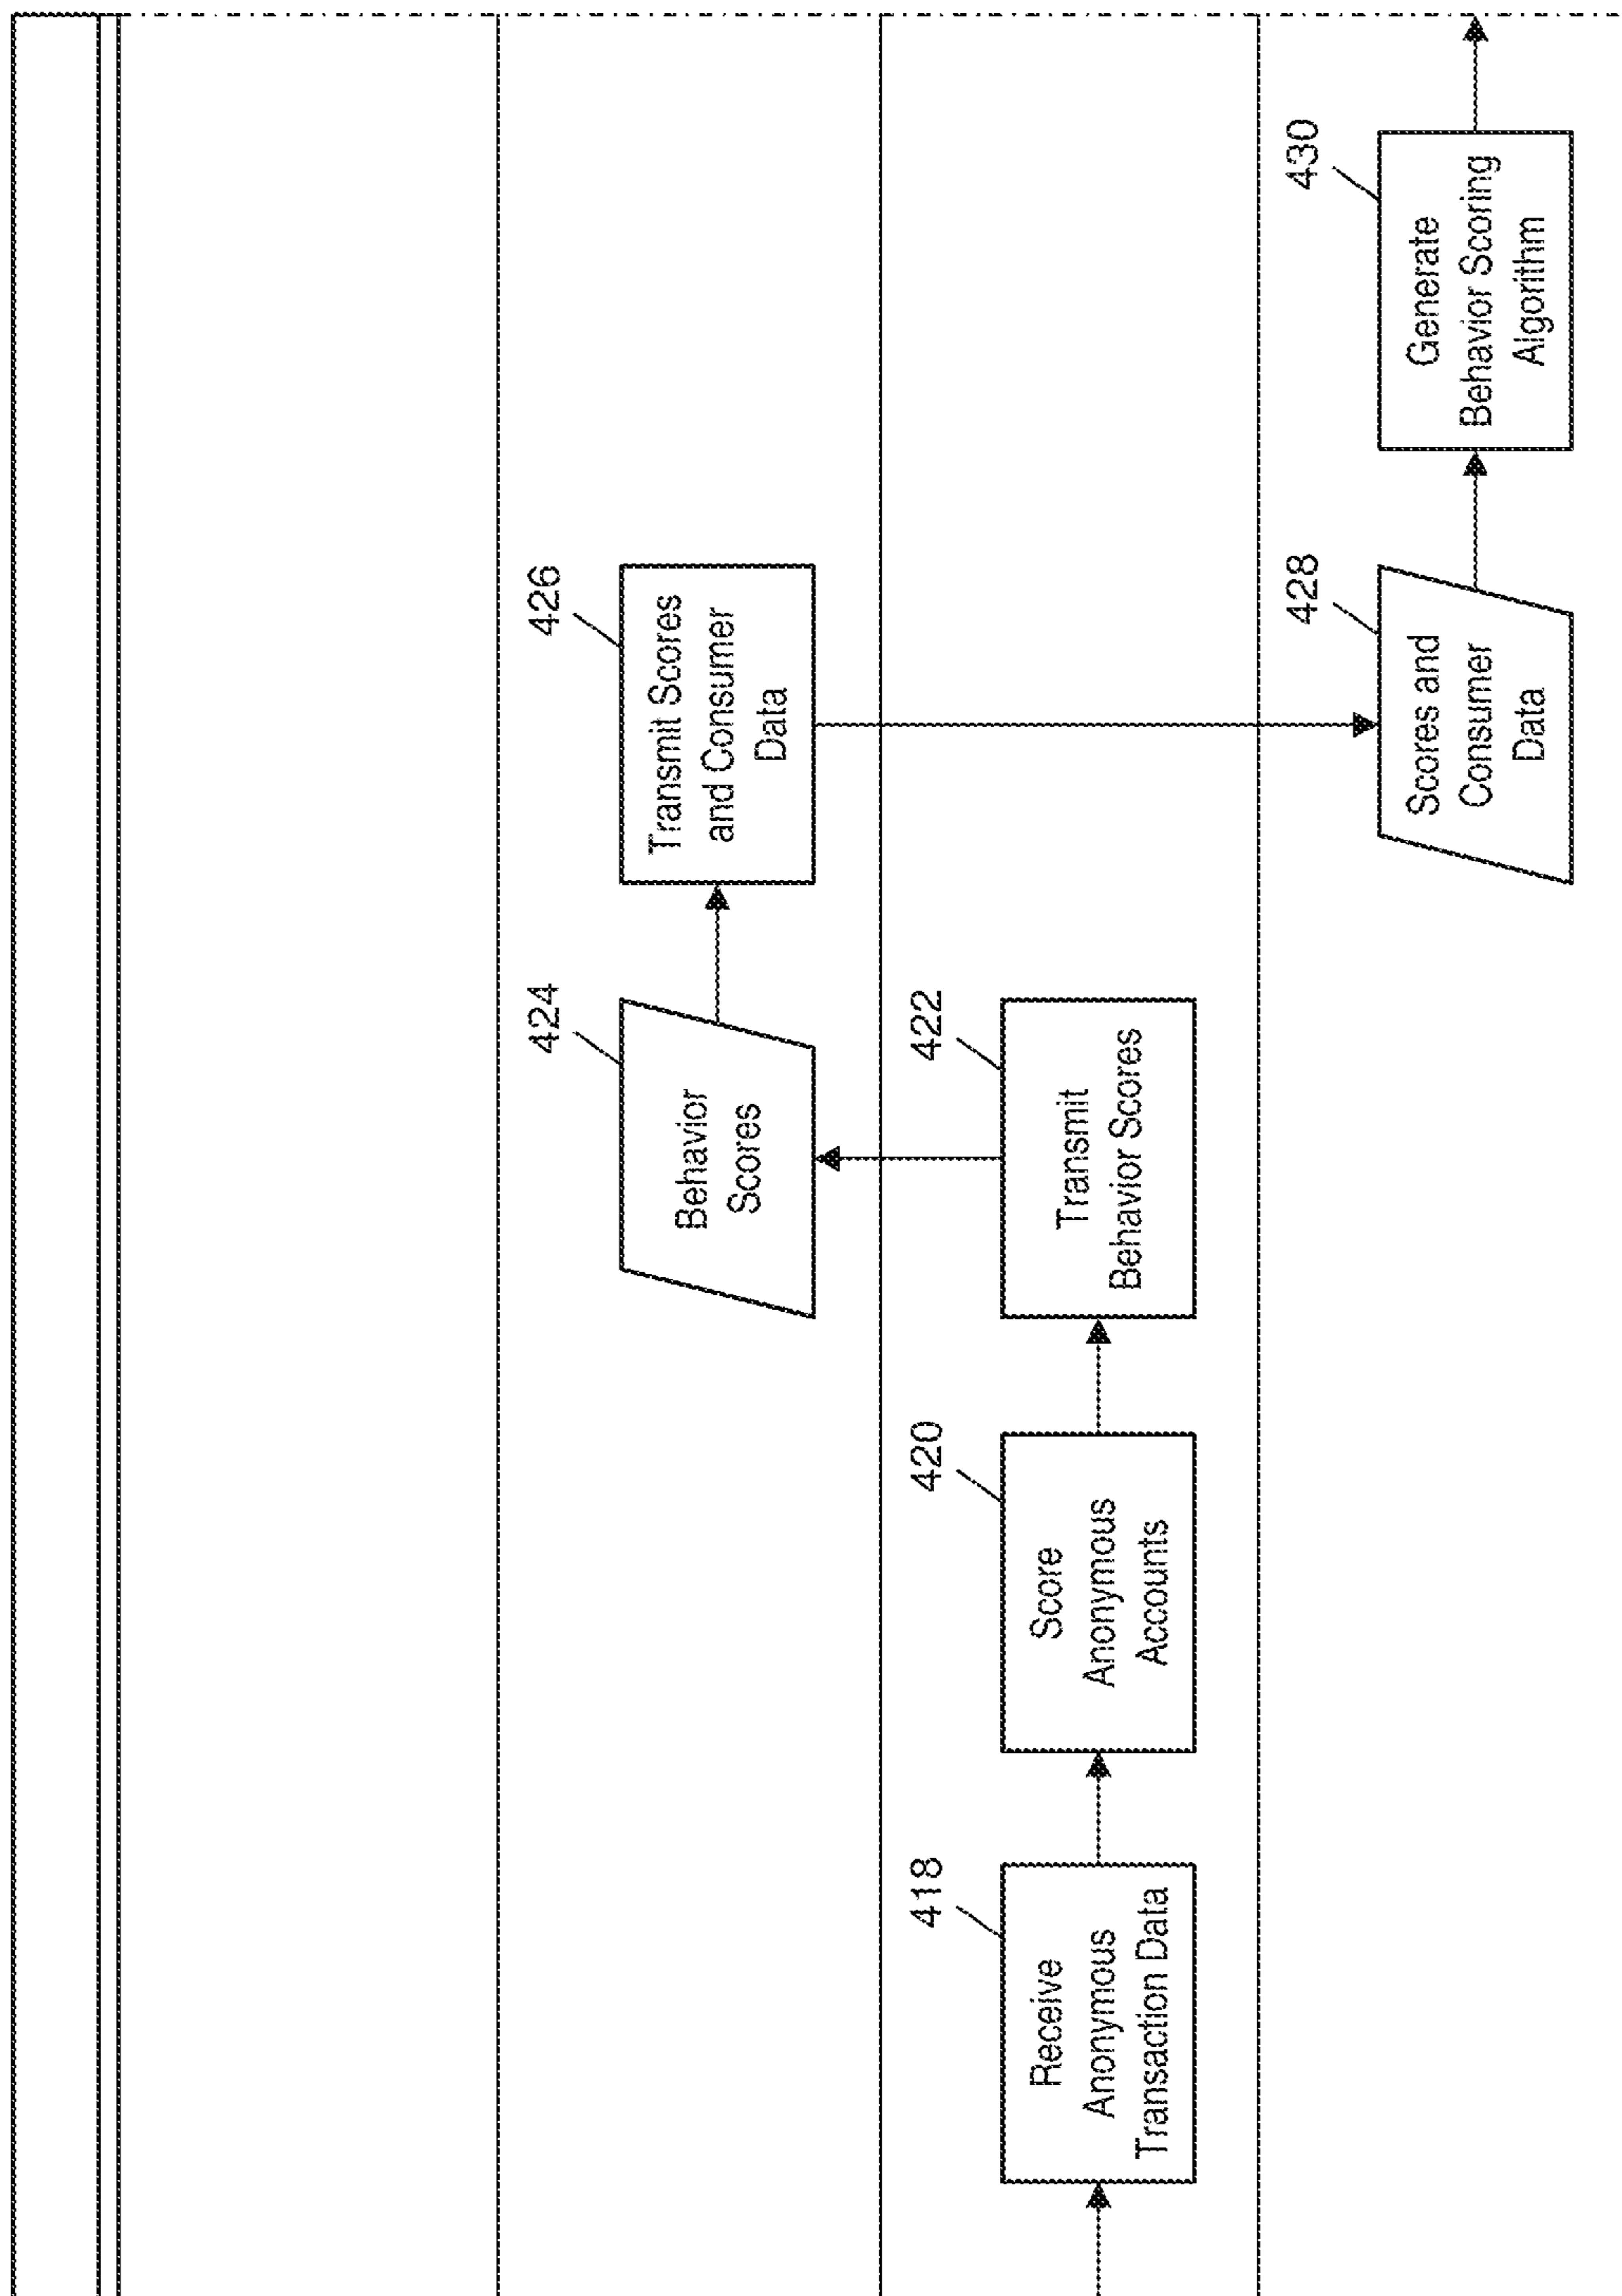 418
Receive
Anonymous
Transaction Data
420
Score
Anonymous
Accounts
422
Transmit
Behavior Scores
424
Behavior
Scores
426
Transmit Scores
and Consumer
Data
428
Scores and
Consumer
Data
430
Generate
Behavior Scoring
Algorithm